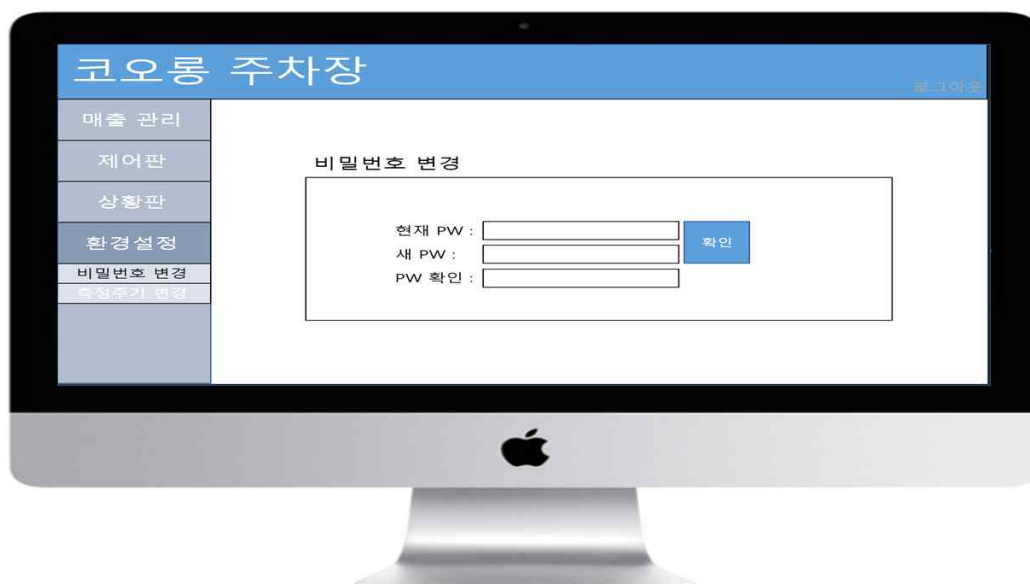 코오롱 주차장
로그아웃
매출 관리
제어판
상황판
환경설정
비밀번호 변경
측정주기 변경
비밀번호 변경
현재 PW :
새 PW :
PW 확인 :
확인